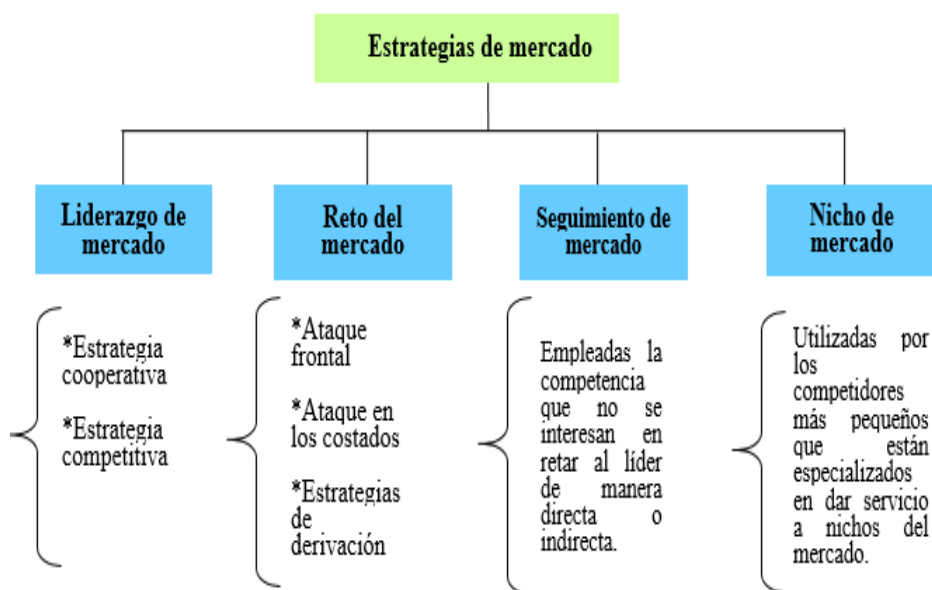 Estrategias de mercado
Liderazgo de
mercado
Reto del
mercado
Seguimiento de
mercado
Nicho de
mercado
*Estrategia
cooperativa
*Estrategia
competitiva
*Ataque
frontal
*Ataque en
los costados
*Estrategias
de
derivación
Empleadas la
competencia
que no se
interesan en
retar al líder
de manera
directa o
indirecta.
Utilizadas por
los
competidores
más pequeños
que están
especializados
en dar servicio
a nichos del
mercado.